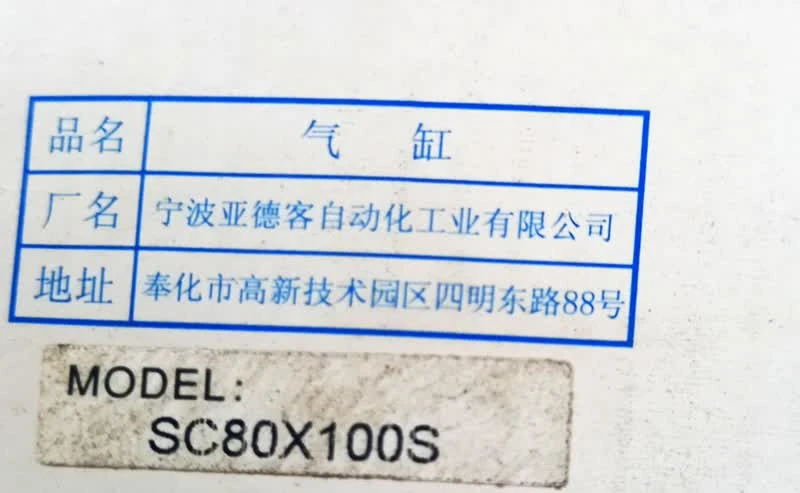 品名 气缸
厂名 宁波亚德客自动化工业有限公司
地址 奉化市高新技术园区四明东路88号
MODEL:
SC80X100S